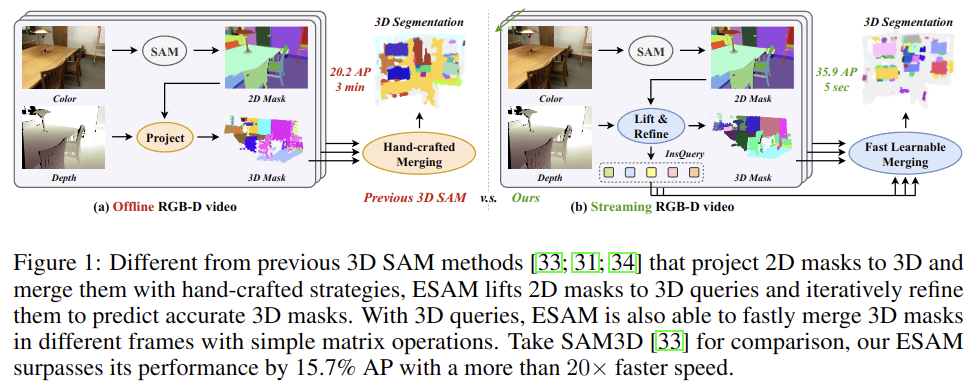 3D Segmentation
SAM
Color
2D Mask
20.2 AP
3 min
Project
Hand-crafted
Merging
Depth
3D Mask
(a) Offline RGB-D video
Previous 3D SAM v.s. Ours
3D Segmentation
SAM
Color
2D Mask
35.9 AP
5 sec
Lift &
Refine
InsQuery
Fast Learnable
Merging
Depth
3D Mask
(b) Streaming RGB-D video
Figure 1: Different from previous 3D SAM methods [33; 31; 34] that project 2D masks to 3D and
merge them with hand-crafted strategies, ESAM lifts 2D masks to 3D queries and iteratively refine
them to predict accurate 3D masks. With 3D queries, ESAM is also able to fastly merge 3D masks
in different frames with simple matrix operations. Take SAM3D [33] for comparison, our ESAM
surpasses its performance by 15.7% AP with a more than 20× faster speed.